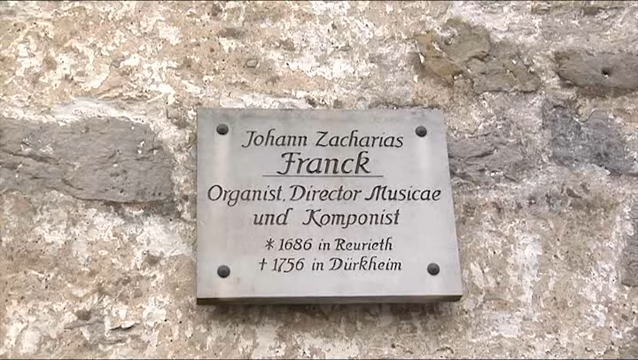 Johann Zacharias
Franck
Organist, Director Musicae
und Komponist
* 1686 in Reurieth
† 1756 in Dürkheim